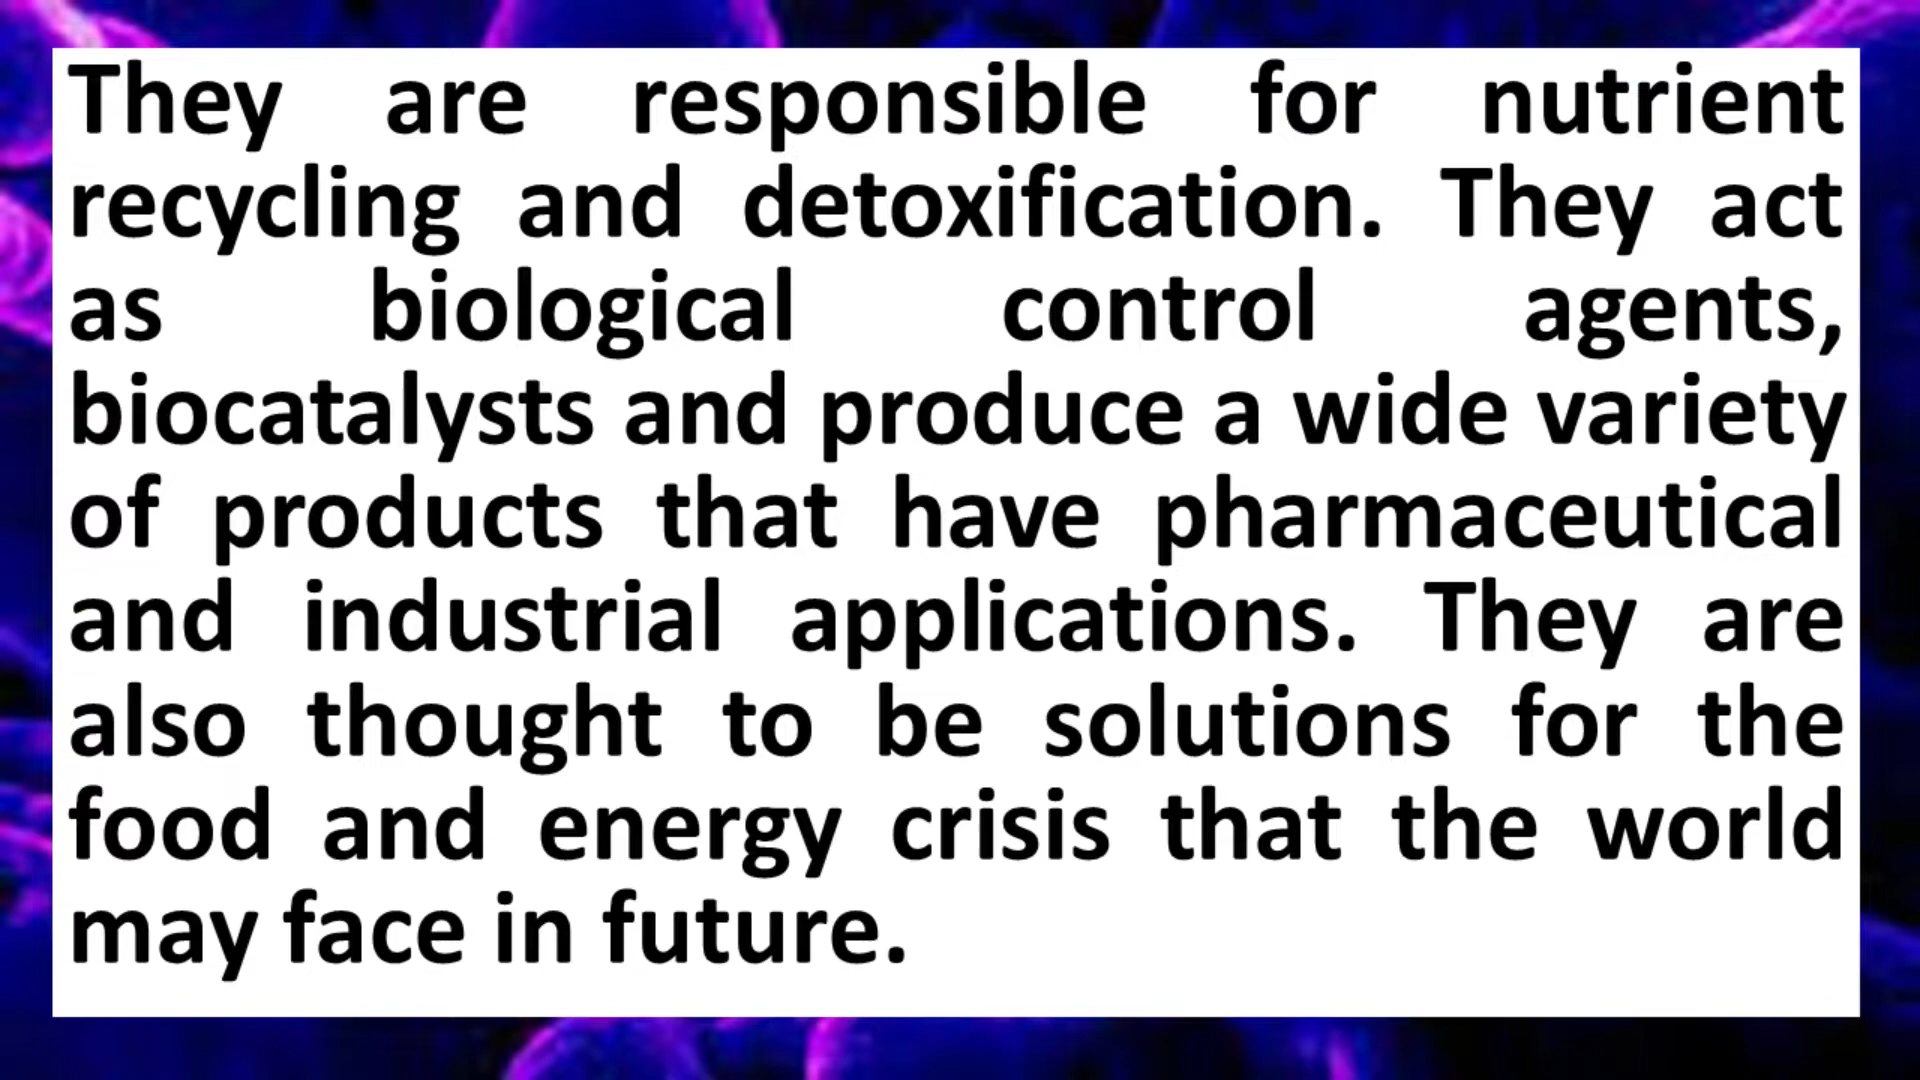 They are responsible for nutrient
recycling and detoxification. They act
as biological control agents,
biocatalysts and produce a wide variety
of products that have pharmaceutical
and industrial applications. They are
also thought to be solutions for the
food and energy crisis that the world
may face in future.